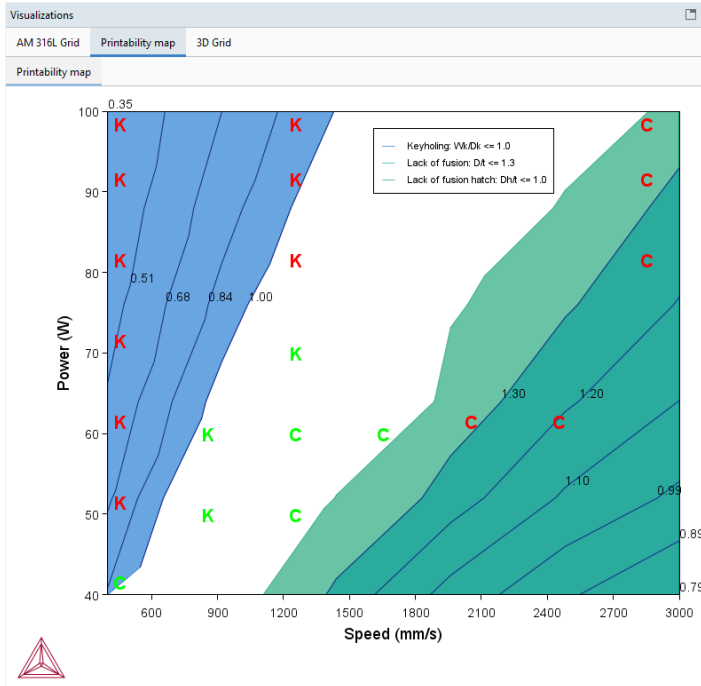 Visualizations
AM 316L Grid Printability map 3D Grid
Printability map
0.35
100
K K C
Keyholing: Wk/Dk <= 1.0
Lack of fusion: D/t <= 1.3
Lack of fusion hatch: Dh/t <= 1.0
90
K K C
80
K K C
0.51 0.68 0.84 1.00
70
K K
Power (W)
1.30 1.20
60
K K C C C C
1.10 0.99
50
K K C
0.89
40
C
0.79
600 900 1200 1500 1800 2100 2400 2700 3000
Speed (mm/s)